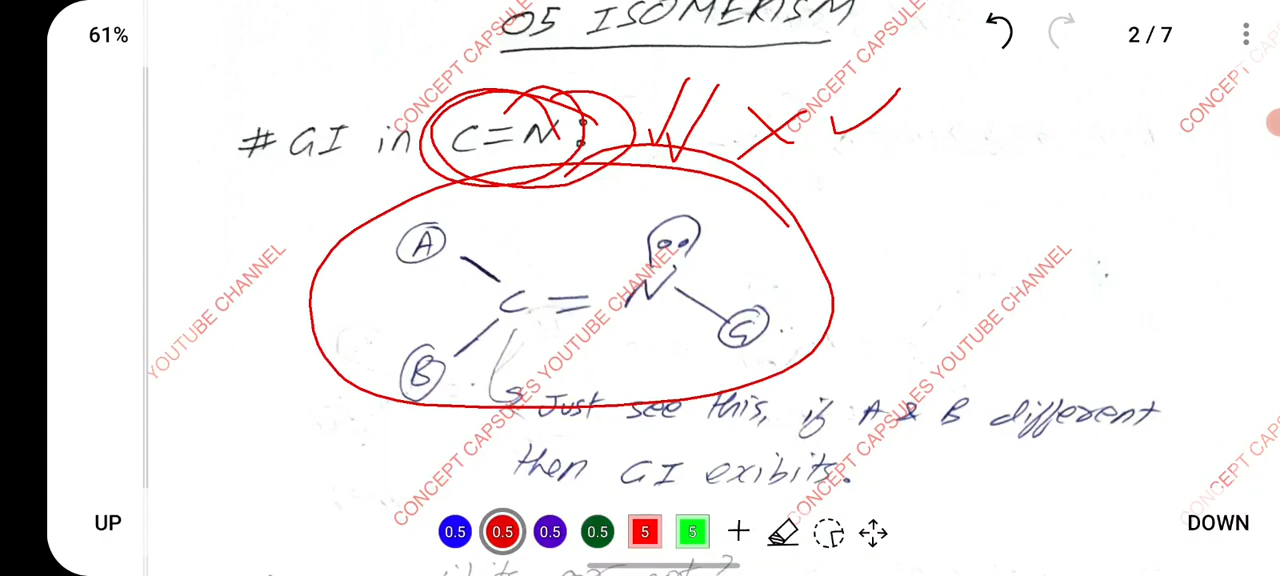 61%
05 ISOMERISM
2 / 7
# GI in C=N:
A
C = N
G
B
Just see this, if A & B different
then GI exibits.
UP
DOWN
0.5 0.5 0.5 0.5 5 5
CONCEPT CAPSULES YOUTUBE CHANNEL